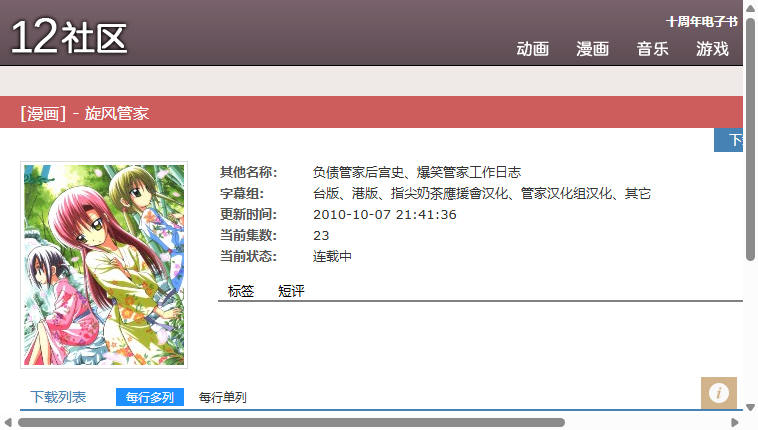 12社区
十周年电子书
动画 漫画 音乐 游戏
[漫画] - 旋风管家
下
其他名称: 负债管家后宫史、爆笑管家工作日志
字幕组: 台版、港版、指尖奶茶應援會汉化、管家汉化组汉化、其它
更新时间: 2010-10-07 21:41:36
当前集数: 23
当前状态: 连载中
标签 短评
下载列表 每行多列 每行单列